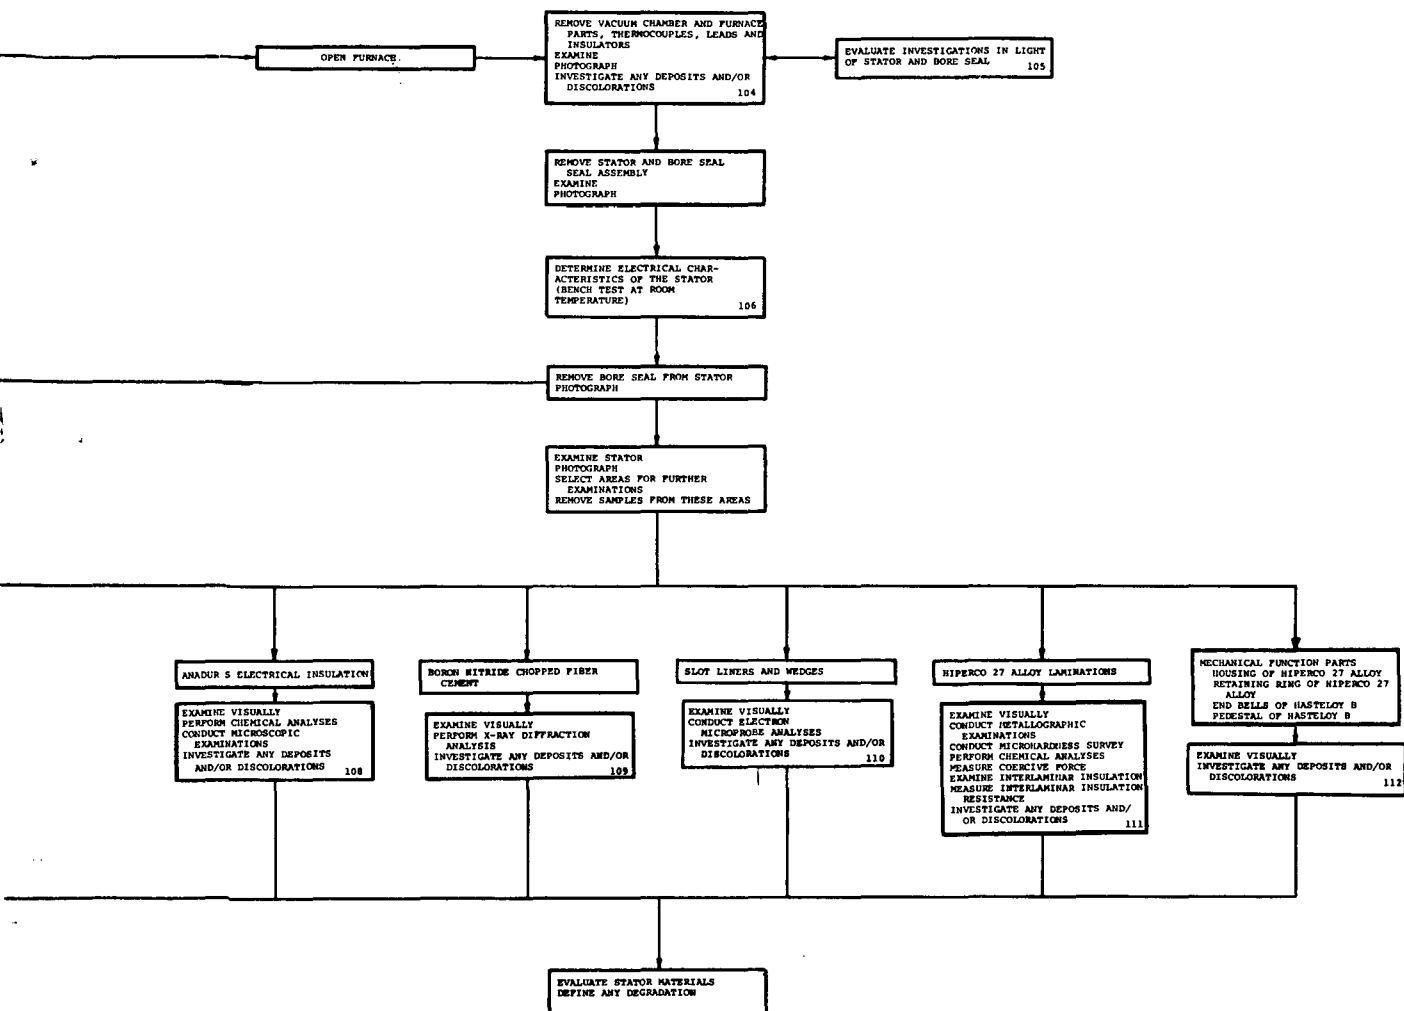 OPEN FURNACE
REMOVE VACUUM CHAMBER AND FURNACE
PARTS, THERMOCOUPLES, LEADS AND
INSULATORS
EXAMINE
PHOTOGRAPH
INVESTIGATE ANY DEPOSITS AND/OR
DISCOLORATIONS
104
EVALUATE INVESTIGATIONS IN LIGHT
OF STATOR AND BORE SEAL
105
REMOVE STATOR AND BORE SEAL
SEAL ASSEMBLY
EXAMINE
PHOTOGRAPH
DETERMINE ELECTRICAL CHAR-
ACTERISTICS OF THE STATOR
(BENCH TEST AT ROOM
TEMPERATURE)
106
REMOVE BORE SEAL FROM STATOR
PHOTOGRAPH
EXAMINE STATOR
PHOTOGRAPH
SELECT AREAS FOR FURTHER
EXAMINATIONS
REMOVE SAMPLES FROM THESE AREAS
ANADUR S ELECTRICAL INSULATION
EXAMINE VISUALLY
PERFORM CHEMICAL ANALYSES
CONDUCT MICROSCOPIC
EXAMINATIONS
INVESTIGATE ANY DEPOSITS
AND/OR DISCOLORATIONS
108
BORON NITRIDE CHOPPED FIBER
CEMENT
EXAMINE VISUALLY
PERFORM X-RAY DIFFRACTION
ANALYSIS
INVESTIGATE ANY DEPOSITS AND/OR
DISCOLORATIONS
109
SLOT LINERS AND WEDGES
EXAMINE VISUALLY
CONDUCT ELECTRON
MICROPROBE ANALYSES
INVESTIGATE ANY DEPOSITS AND/OR
DISCOLORATIONS
110
HIPERCO 27 ALLOY LAMINATIONS
EXAMINE VISUALLY
CONDUCT METALLOGRAPHIC
EXAMINATIONS
CONDUCT MICROHARDNESS SURVEY
PERFORM CHEMICAL ANALYSES
MEASURE COERCIVE FORCE
EXAMINE INTERLAMINAR INSULATION
MEASURE INTERLAMINAR INSULATION
RESISTANCE
INVESTIGATE ANY DEPOSITS AND/
OR DISCOLORATIONS
111
MECHANICAL FUNCTION PARTS
HOUSING OF HIPERCO 27 ALLOY
RETAINING RING OF HIPERCO 27
ALLOY
END BELLS OF HASTELOY B
PEDESTAL OF HASTELOY B
EXAMINE VISUALLY
INVESTIGATE ANY DEPOSITS AND/OR
DISCOLORATIONS
112
EVALUATE STATOR MATERIALS
DEFINE ANY DEGRADATION